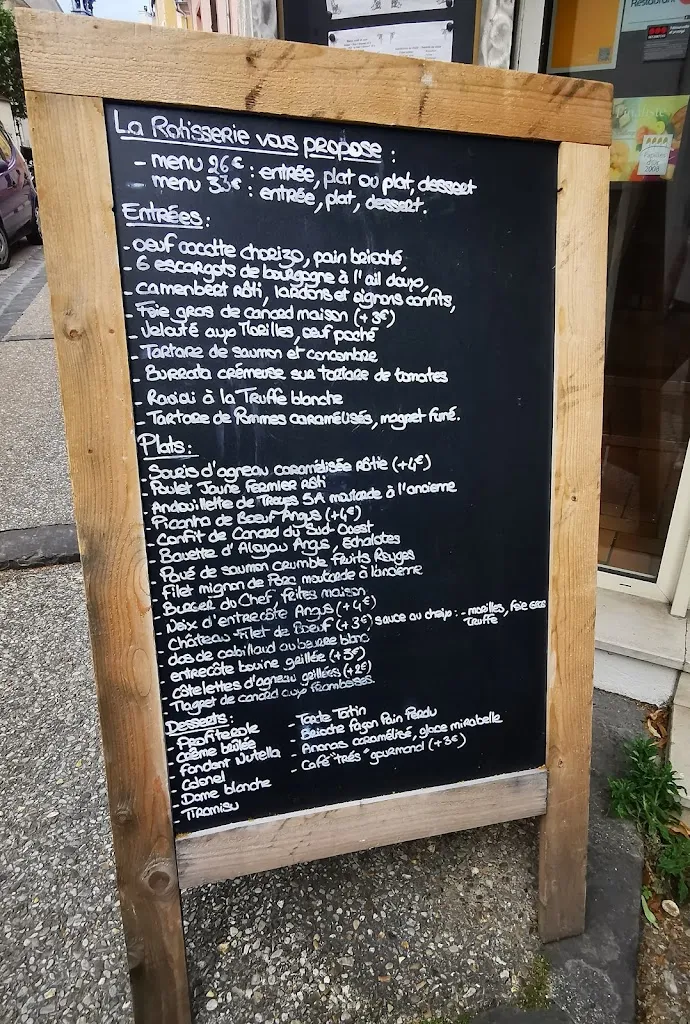 La Rotisserie vous propose :
- menu 26€ : entrée, plat ou plat, dessert
menu 33€ : entrée, plat, dessert.
Entrées :
- oeuf cocotte chorizo, pain brioché,
- 6 escargots de bourgogne à l'ail doux,
- camembert rôti, lardons et oignons confits,
- Foie gras de canard maison (+3€)
- Velouté aux Morilles, oeuf poché
- Tartare de saumon et concombre
- Burrata crémeuse sur tartare de tomates
- Ravioli à la Truffe blanche
- Tartare de Pommes caramélisés, magret fumé.
Plats :
- Souris d'agneau caramélisée rôtie (+4€)
- Poulet Jaune Fermier rôti
- Andouillette de Troyes 5A moutarde à l'ancienne
- Picanha de Boeuf Angus (+4€)
- Confit de Canard du Sud-Ouest
- Bavette d'Aloyau Angus, échalotes
- Pavé de saumon crumble Fruits Rouges
- Filet mignon de Porc moutarde à l'ancienne
- Burger du Chef, frites maison
- Noix d'entrecôte Angus (+4€)
- Château Filet de Boeuf (+3€) sauce au choix : - morilles, foie gras
truffe
- dos de cabillaud au beurre blanc
- entrecôte bovine grillée (+3€)
- côtelettes d'agneau grillées (+2€)
- Magret de canard aux framboises.
Desserts :
- Profiterole
- Crème brûlée
- Fondant Nutella
- Colonel
- Dame blanche
- Tiramisu
- Tarte Tatin
- Brioche façon Pain Perdu
- Ananas caramélisé, glace mirabelle
- Café "très" gourmand (+3€)
Restaurant
2008